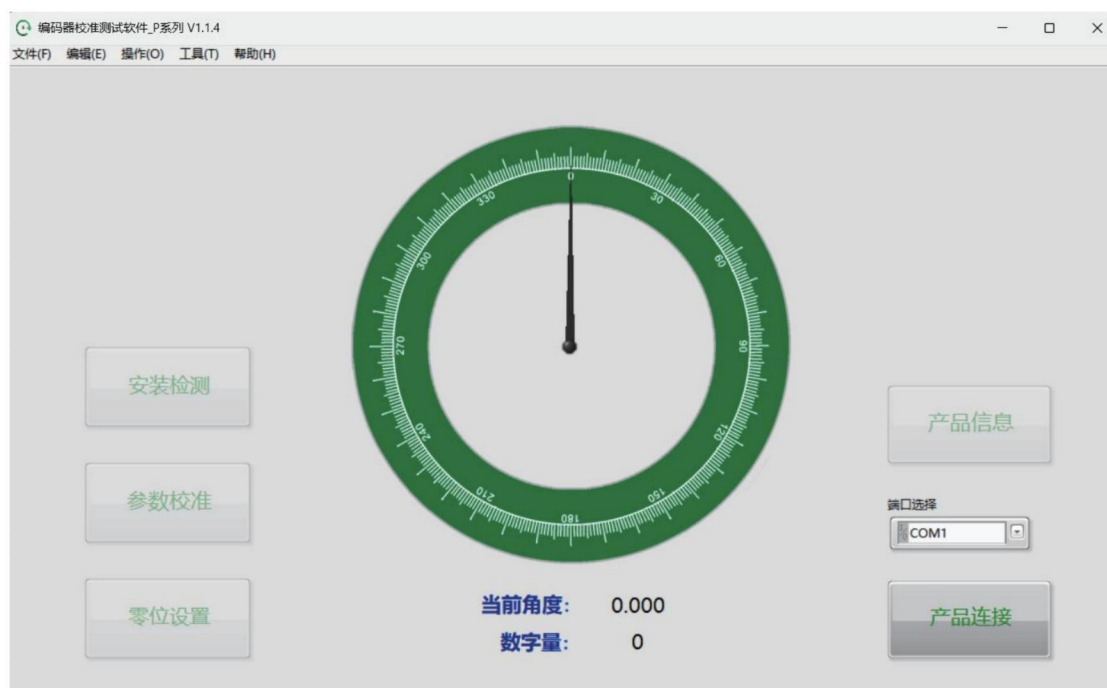 编码器校准测试软件_P系列 V1.1.4
文件(F) 编辑(E) 操作(O) 工具(T) 帮助(H)
0
30
60
90
120
150
180
210
240
270
300
330
安装检测
参数校准
零位设置
当前角度: 0.000
数字量: 0
产品信息
端口选择
COM1
产品连接